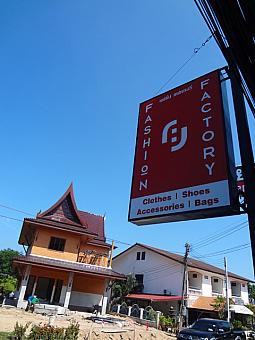 FASHION
FACTORY
Clothes | Shoes
Accessories | Bags